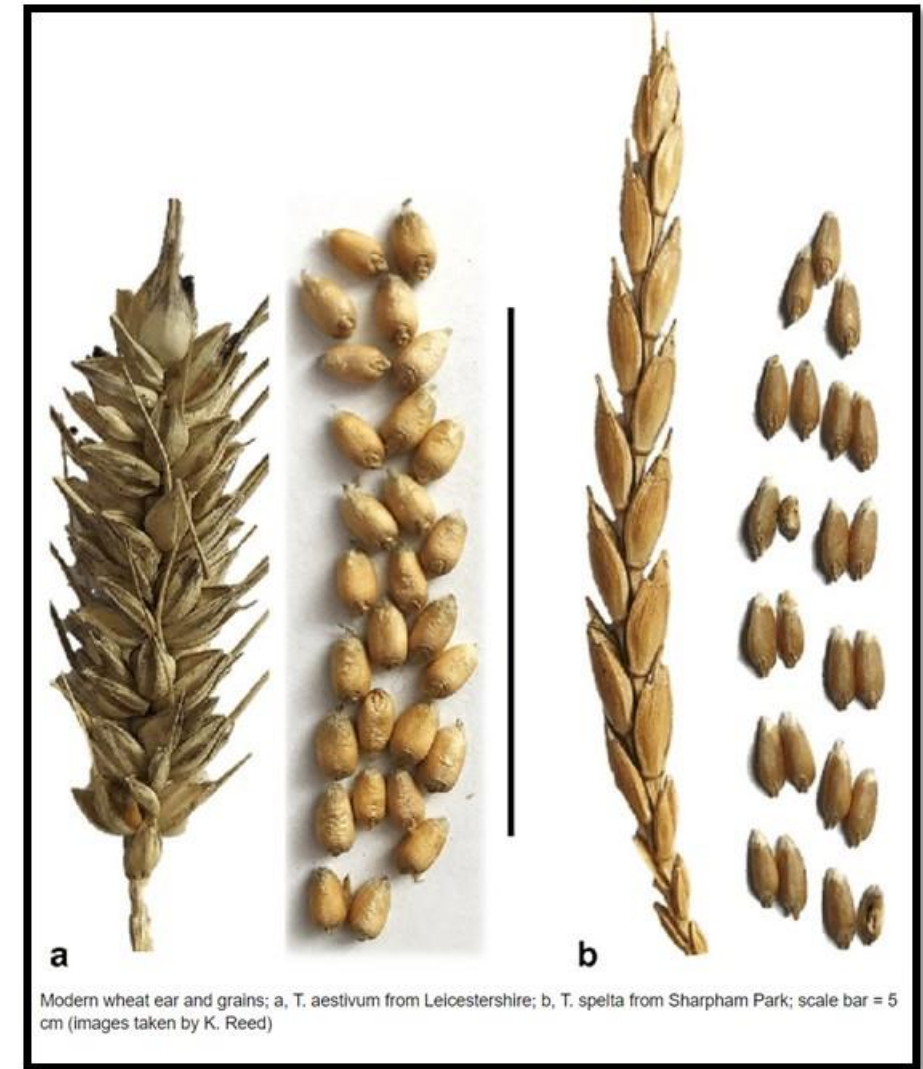 a
b
Modern wheat ear and grains; a, T. aestivum from Leicestershire; b, T. spelta from Sharpham Park; scale bar = 5
cm (images taken by K. Reed)